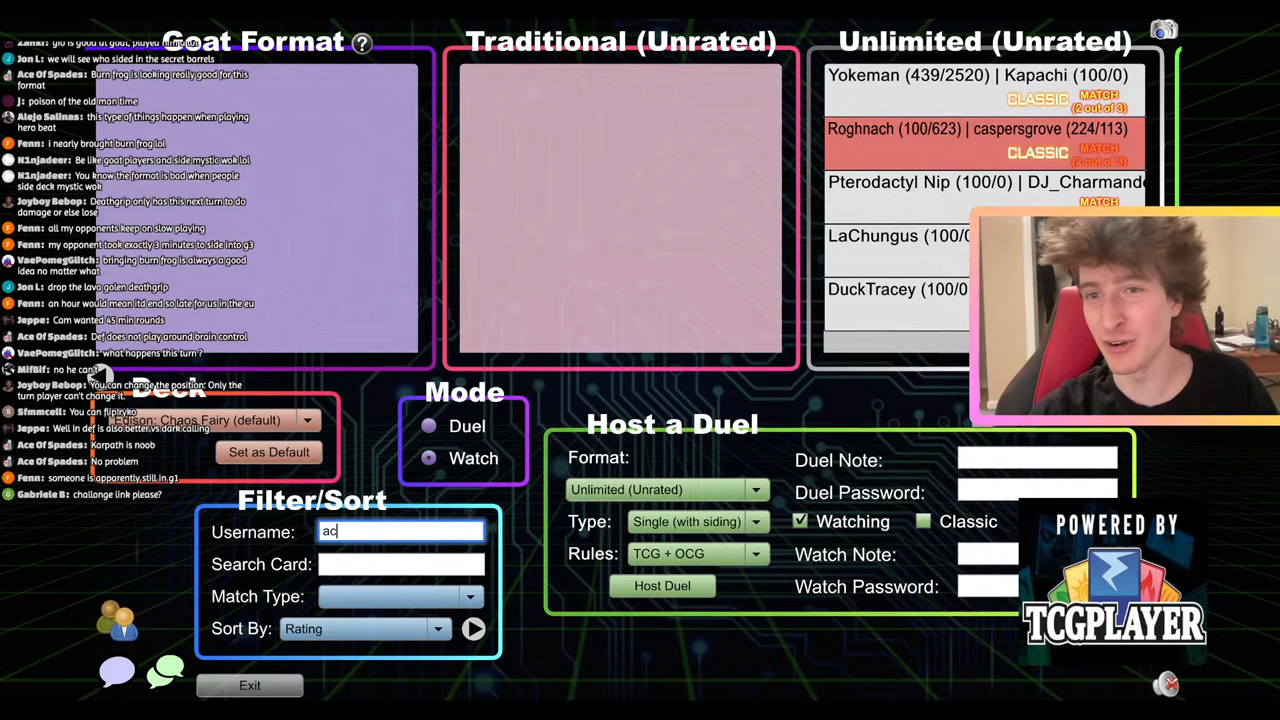 Goat Format ?
Traditional (Unrated)
Unlimited (Unrated)
Jon L: we will see who sided in the secret barrels
Ace Of Spades: Burn frog is looking really good for this
format
J: poison of the old man time
Alejo Salinas: this type of things happen when playing
hero beat
Fenn: i nearly brought burn frog lol
N1njadeer: Be like goat players and side mystic wok lol
N1njadeer: You know the format is bad when people
side deck mystic wok
Joyboy Bebop: Deathgrip only has this next turn to do
damage or else lose
Fenn: all my opponents keep on slow playing
Fenn: my opponent took exactly 3 minutes to side into g3
VaePomegGlitch: bringing burn frog is always a good
idea no matter what
Jon L: drop the lava golen deathgrip
Fenn: an hour would mean itd end so late for us in the eu
Jeppe: Cam wanted 45 min rounds
Ace Of Spades: Def does not play around brain control
VaePomegGlitch: what happens this turn?
MifBif: no he can't
Joyboy Bebop: You can change the position: Only the
turn player can't change it.
Sfmmcell: You can flip ryko
Jeppe: Well in def is also better vs dark calling
Ace Of Spades: Karpath is noob
Ace Of Spades: No problem
Fenn: someone is apparently still in g1
Gabriele B: challonge link please?
Yokeman (439/2520) | Kapachi (100/0)
CLASSIC MATCH
(2 out of 3)
Roghnach (100/623) | caspersgrove (224/113)
CLASSIC MATCH
(2 out of 3)
Pterodactyl Nip (100/0) | DJ_Charmande
MATCH
LaChungus (100/0
DuckTracey (100/0
Deck
Edison: Chaos Fairy (default)
Set as Default
Mode
Duel
Watch
Filter/Sort
Username: ac
Search Card:
Match Type:
Sort By: Rating
Exit
Host a Duel
Format:
Unlimited (Unrated)
Type: Single (with siding)
Rules: TCG + OCG
Host Duel
Duel Note:
Duel Password:
Watching Classic
Watch Note:
Watch Password:
POWERED BY
TCGPLAYER